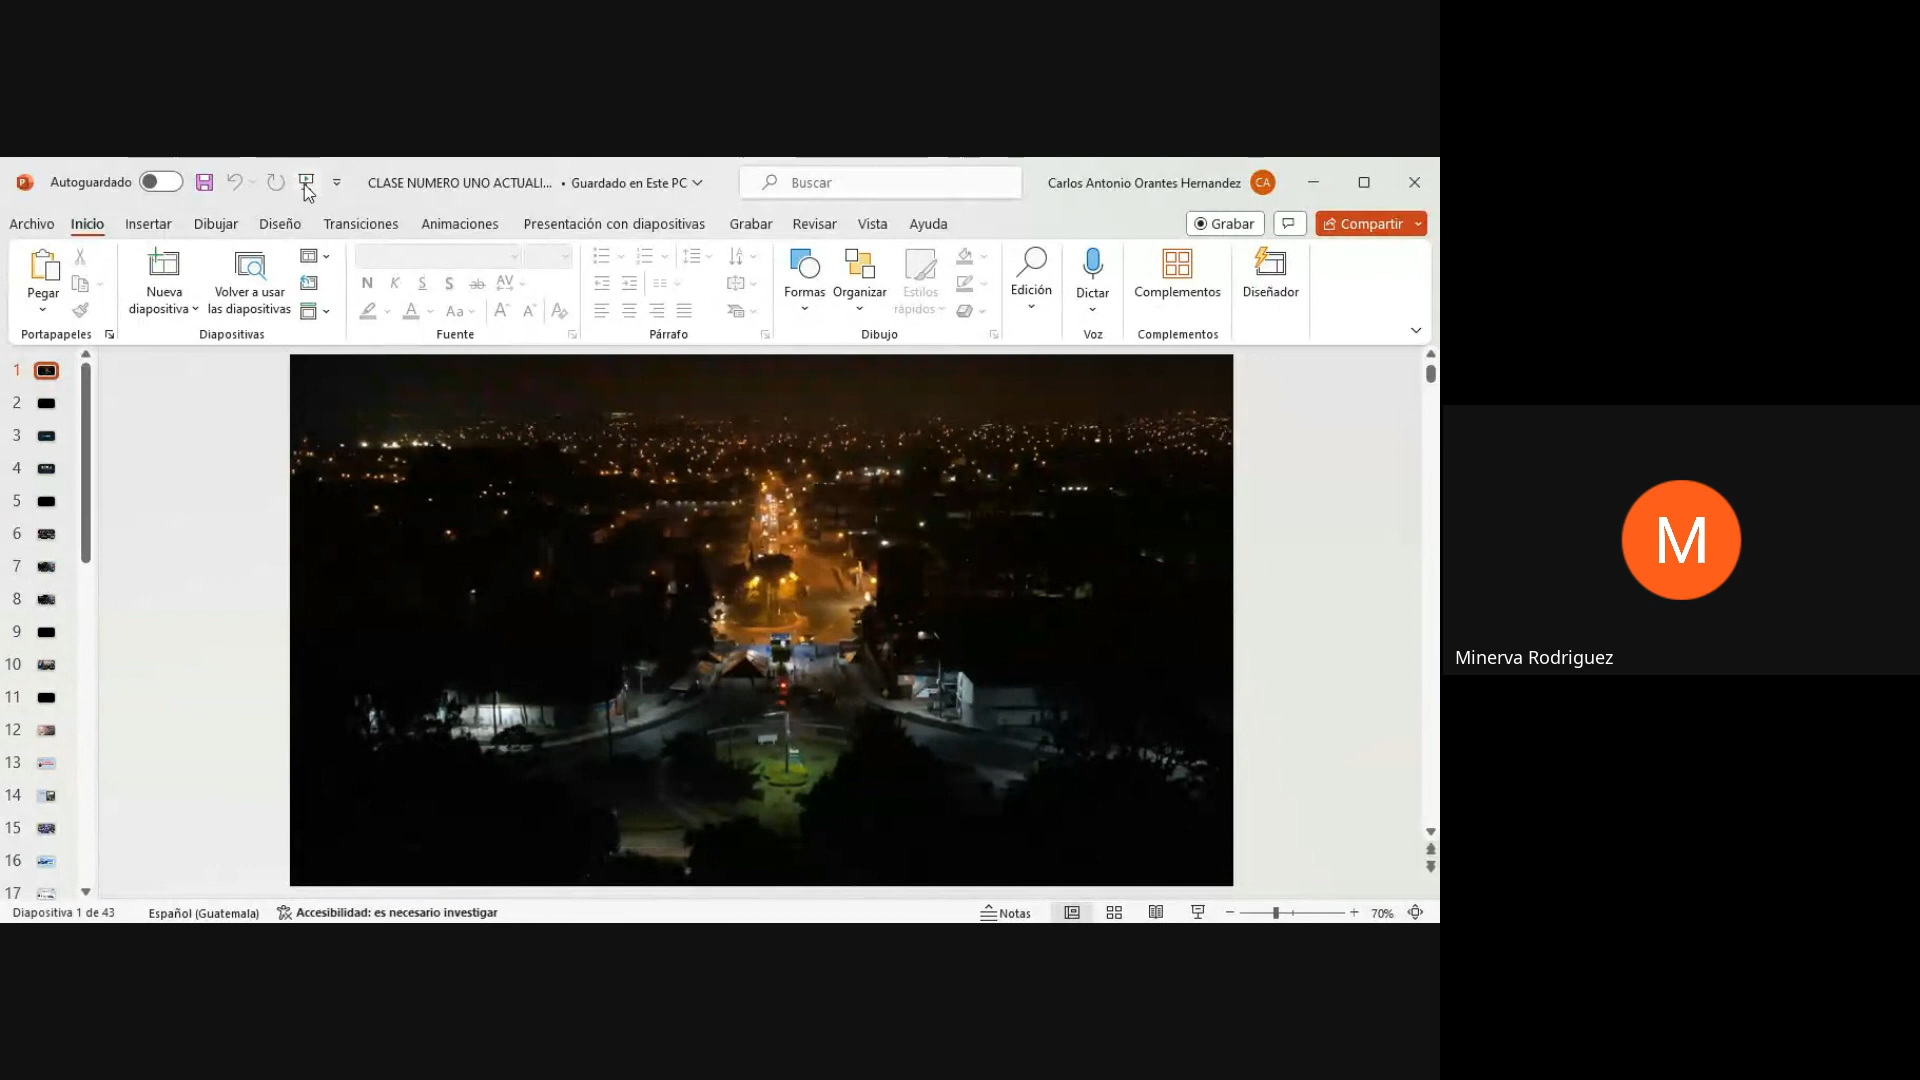 Autoguardado
CLASE NUMERO UNO ACTUALI... • Guardado en Este PC
Buscar
Carlos Antonio Orantes Hernandez CA
Archivo Inicio Insertar Dibujar Diseño Transiciones Animaciones Presentación con diapositivas Grabar Revisar Vista Ayuda
Grabar
Compartir
Pegar
Nueva diapositiva
Volver a usar las diapositivas
N K S S ab AV
A Aa A A A
Formas
Organizar
Estilos rápidos
Edición
Dictar
Complementos
Diseñador
Portapapeles
Diapositivas
Fuente
Párrafo
Dibujo
Voz
Complementos
1
2
3
4
5
6
7
8
9
10
11
12
13
14
15
16
17
Diapositiva 1 de 43
Español (Guatemala)
Accesibilidad: es necesario investigar
Notas
70%
M
Minerva Rodriguez